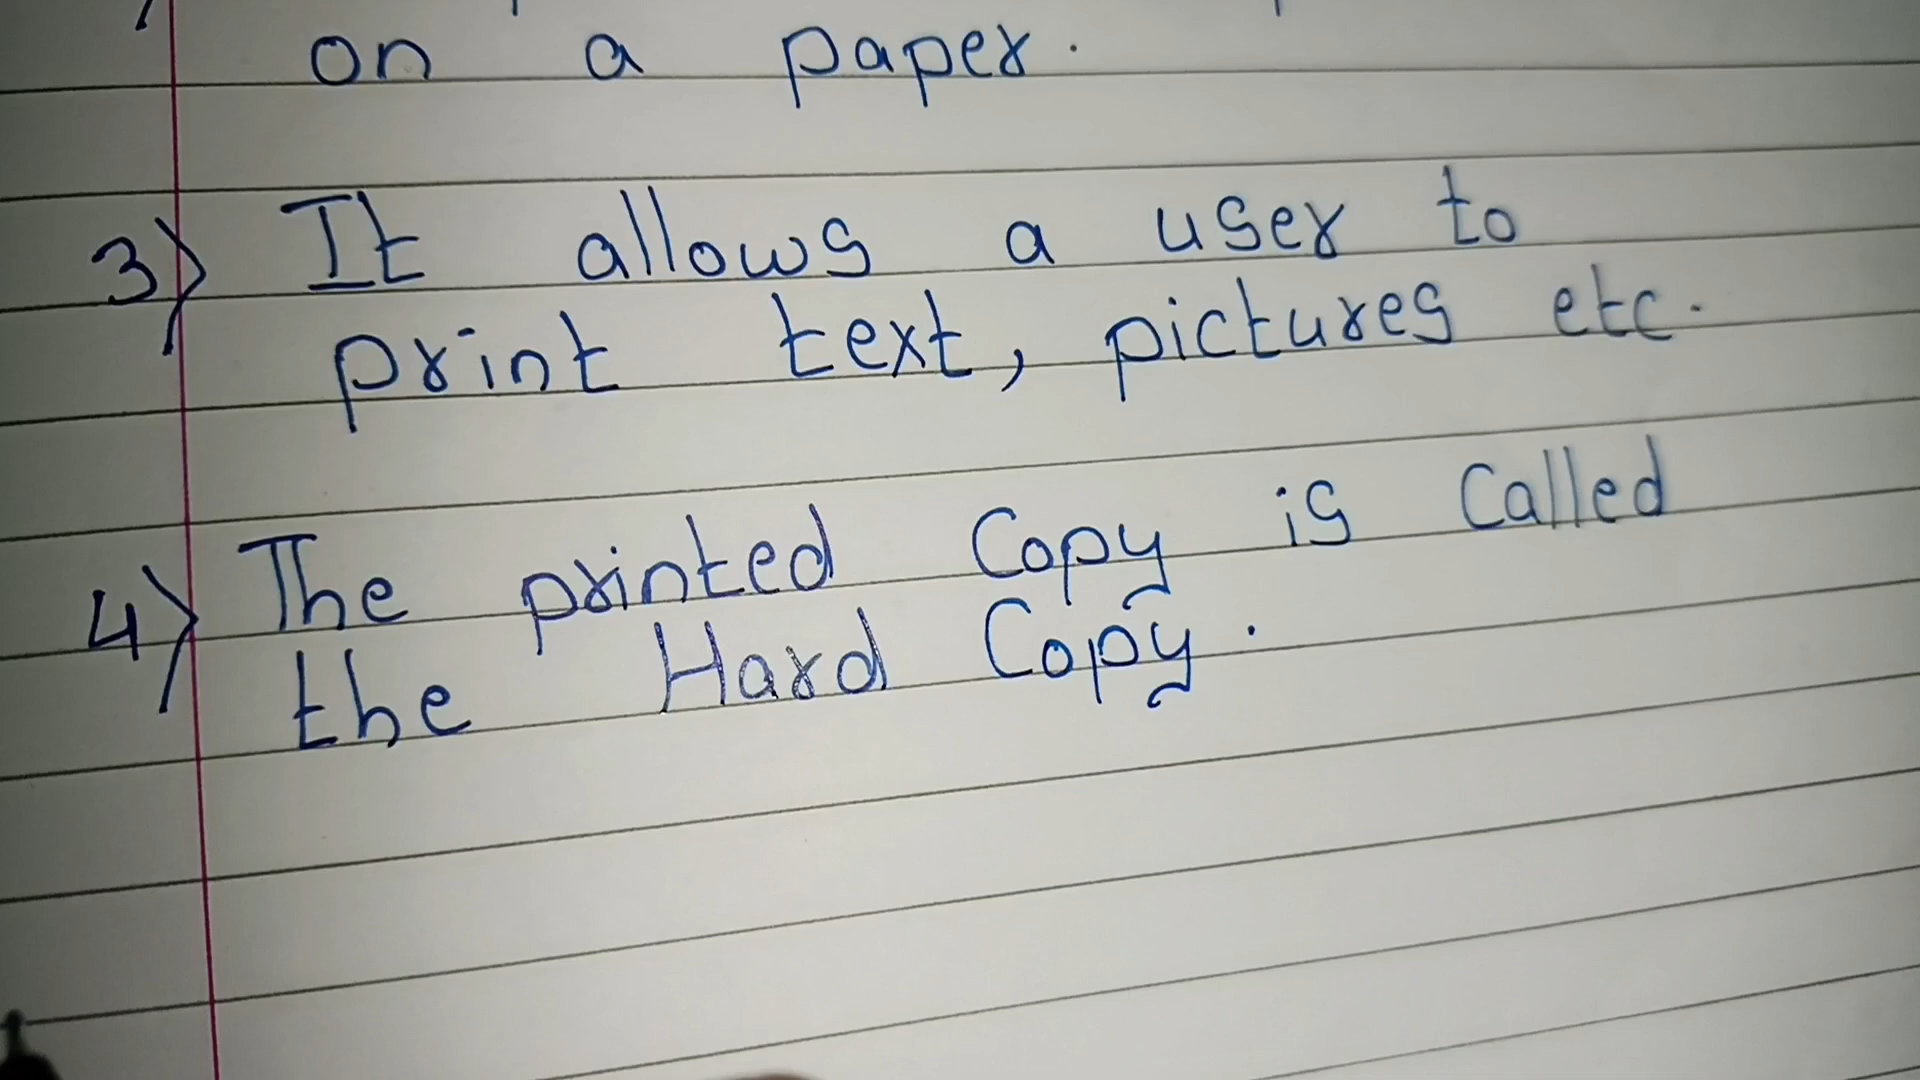 on a paper.
3) It allows a user to
print text, pictures etc.
4) The printed Copy is Called
the Hard Copy.